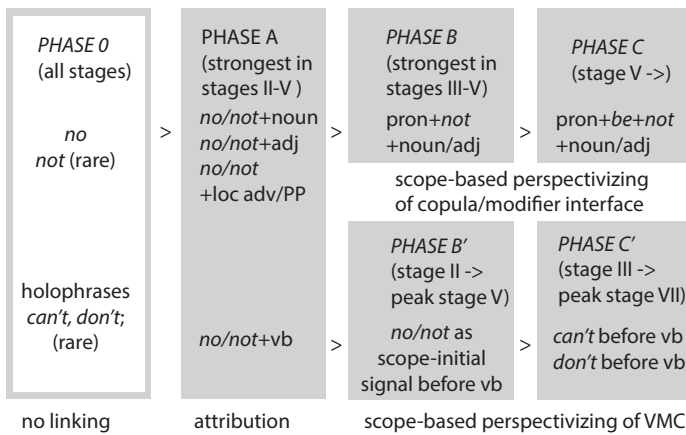 PHASE 0
(all stages)
no
not (rare)
holophrases
can't, don't;
(rare)
no linking
>
PHASE A
(strongest in
stages II-V )
no/not+noun
no/not+adj
no/not
+loc adv/PP
no/not+vb
attribution
>
PHASE B
(strongest in
stages III-V)
pron+not
+noun/adj
>
PHASE C
(stage V ->)
pron+be+not
+noun/adj
scope-based perspectivizing
of copula/modifier interface
>
PHASE B’
(stage II ->
peak stage V)
no/not as
scope-initial
signal before vb
>
PHASE C’
(stage III ->
peak stage VII)
can't before vb
don't before vb
scope-based perspectivizing of VMC